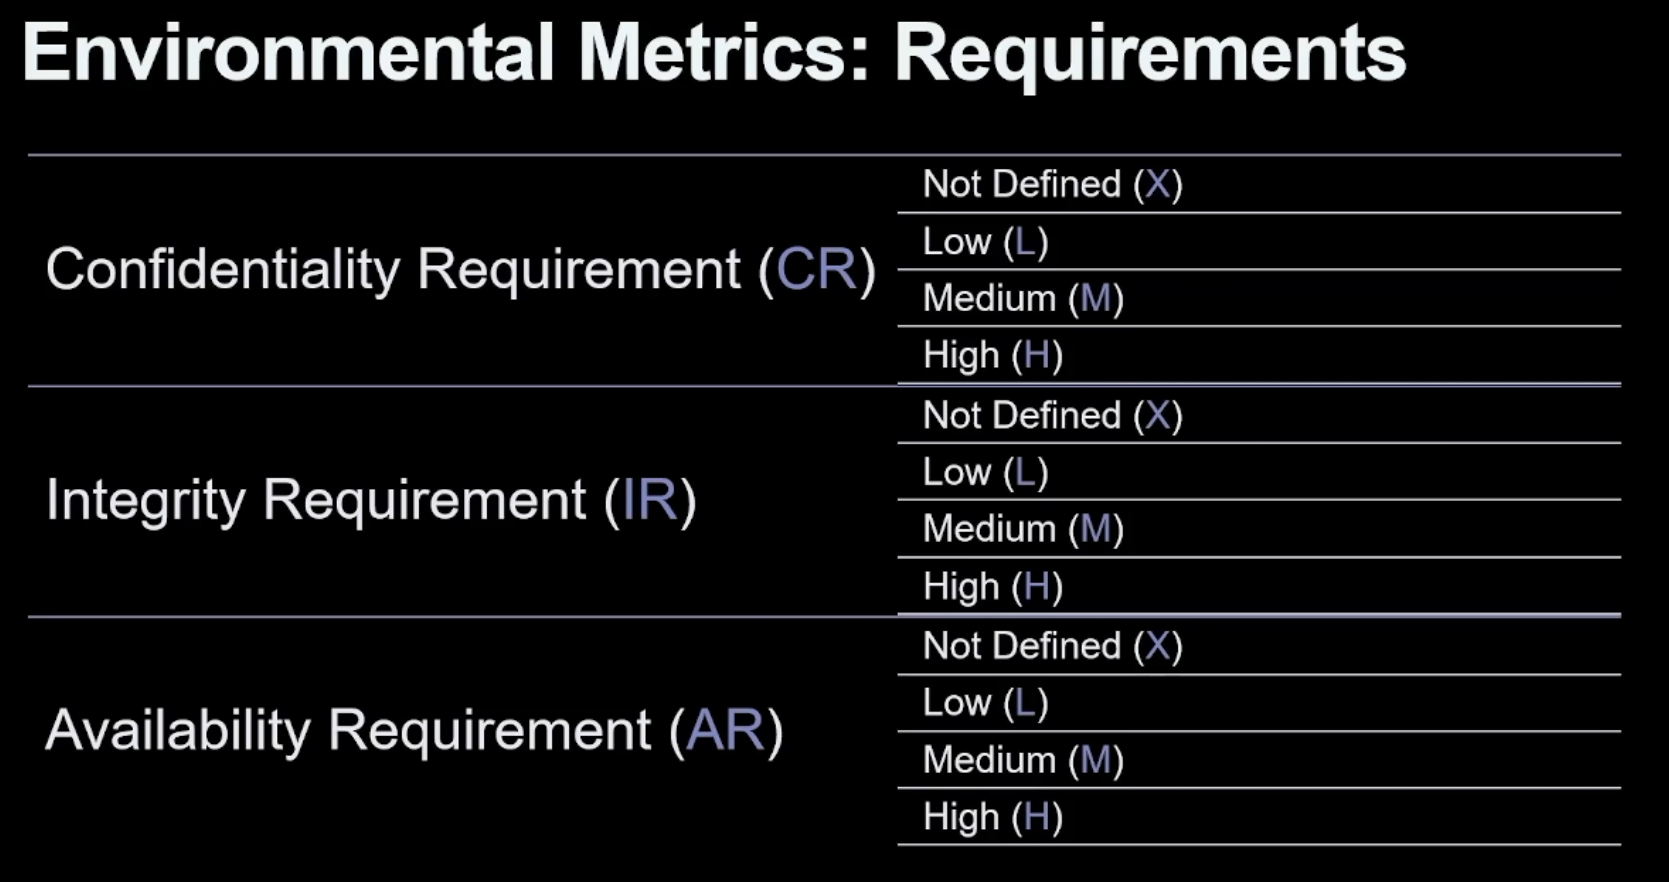 Environmental Metrics: Requirements
Confidentiality Requirement (CR)
Not Defined (X)
Low (L)
Medium (M)
High (H)
Integrity Requirement (IR)
Not Defined (X)
Low (L)
Medium (M)
High (H)
Availability Requirement (AR)
Not Defined (X)
Low (L)
Medium (M)
High (H)